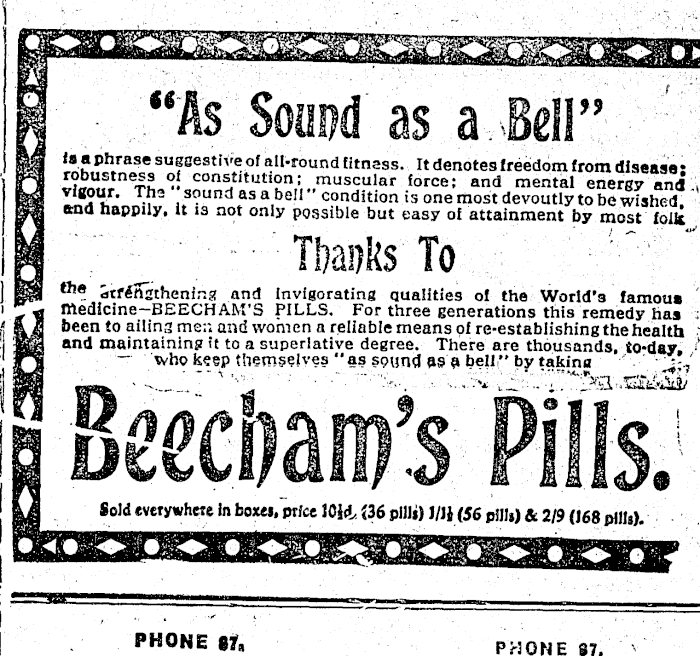 "As Sound as a Bell"
is a phrase suggestive of all-round fitness. It denotes freedom from disease;
robustness of constitution; muscular force; and mental energy and
vigour. The "sound as a bell" condition is one most devoutly to be wished,
and happily, it is not only possible but easy of attainment by most folk
Thanks To
the strengthening and invigorating qualities of the World's famous
medicine—BEECHAM'S PILLS. For three generations this remedy has
been to ailing men and women a reliable means of re-establishing the health
and maintaining it to a superlative degree. There are thousands, to-day,
who keep themselves "as sound as a bell" by taking
Beecham's Pills.
Sold everywhere in boxes, price 10½d. (36 pills) 1/1½ (56 pills) & 2/9 (168 pills).
PHONE 87.
PHONE 87.